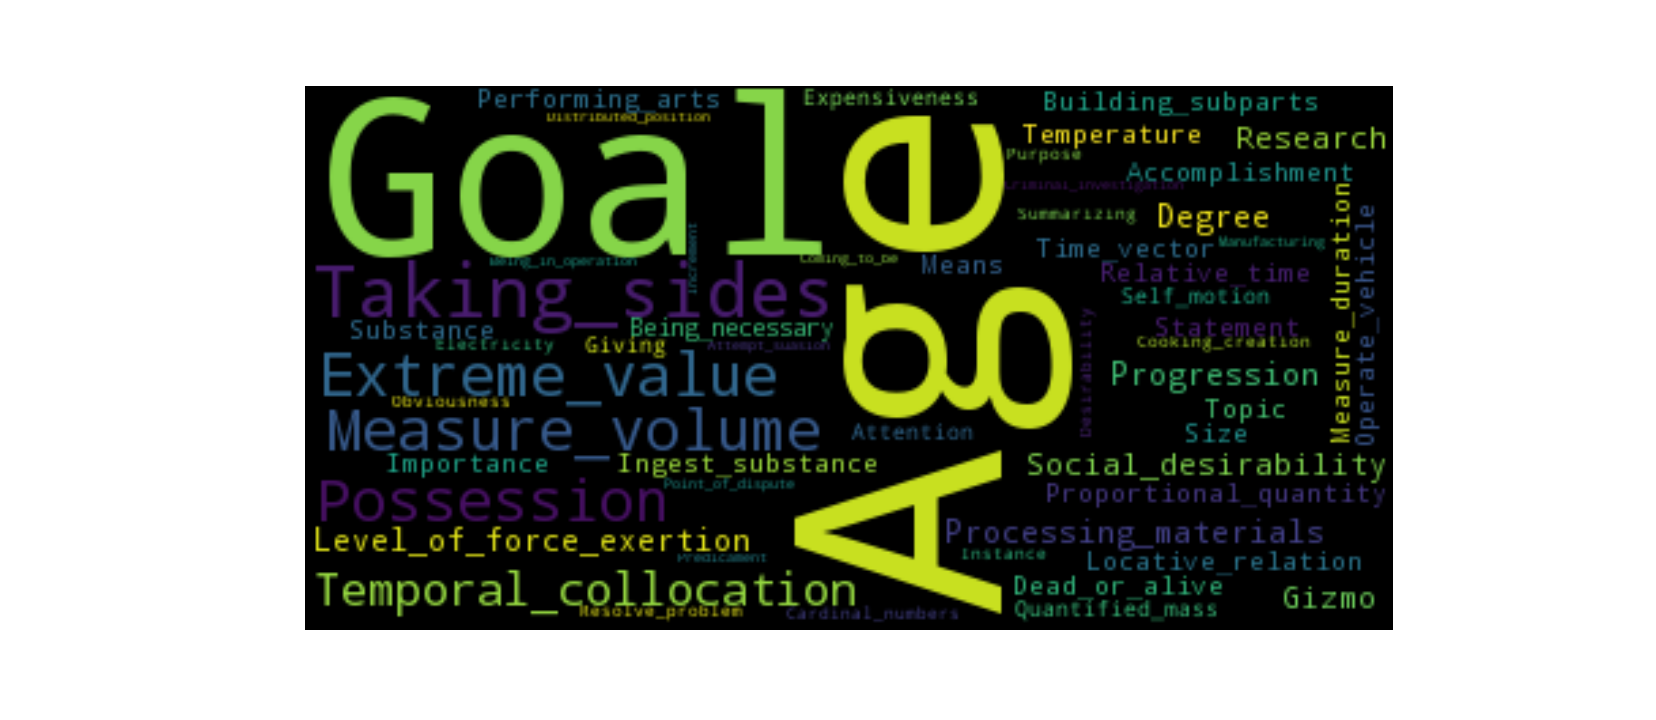 Performing_arts
Distributed_position
Goal
Expensiveness
Building_subparts
Temperature
Research
Purpose
Accomplishment
Criminal_investigation
Summarizing
Degree
Time_vector
Manufacturing
Being_in_operation
Increment
Coming_to_be
Means
Relative_time
Taking_sides
Self_motion
Measure_duration
Operate_vehicle
Substance
Being_necessary
Statement
Electricity
Giving
Attempt_suasion
Desirability
Cooking_creation
Extreme_value
Age
Progression
Obviousness
Topic
Measure_volume
Attention
Size
Importance
Ingest_substance
Social_desirability
Point_of_dispute
Possession
Proportional_quantity
Level_of_force_exertion
Processing_materials
Predicament
Instance
Locative_relation
Temporal_collocation
Dead_or_alive
Gizmo
Resolve_problem
Cardinal_numbers
Quantified_mass